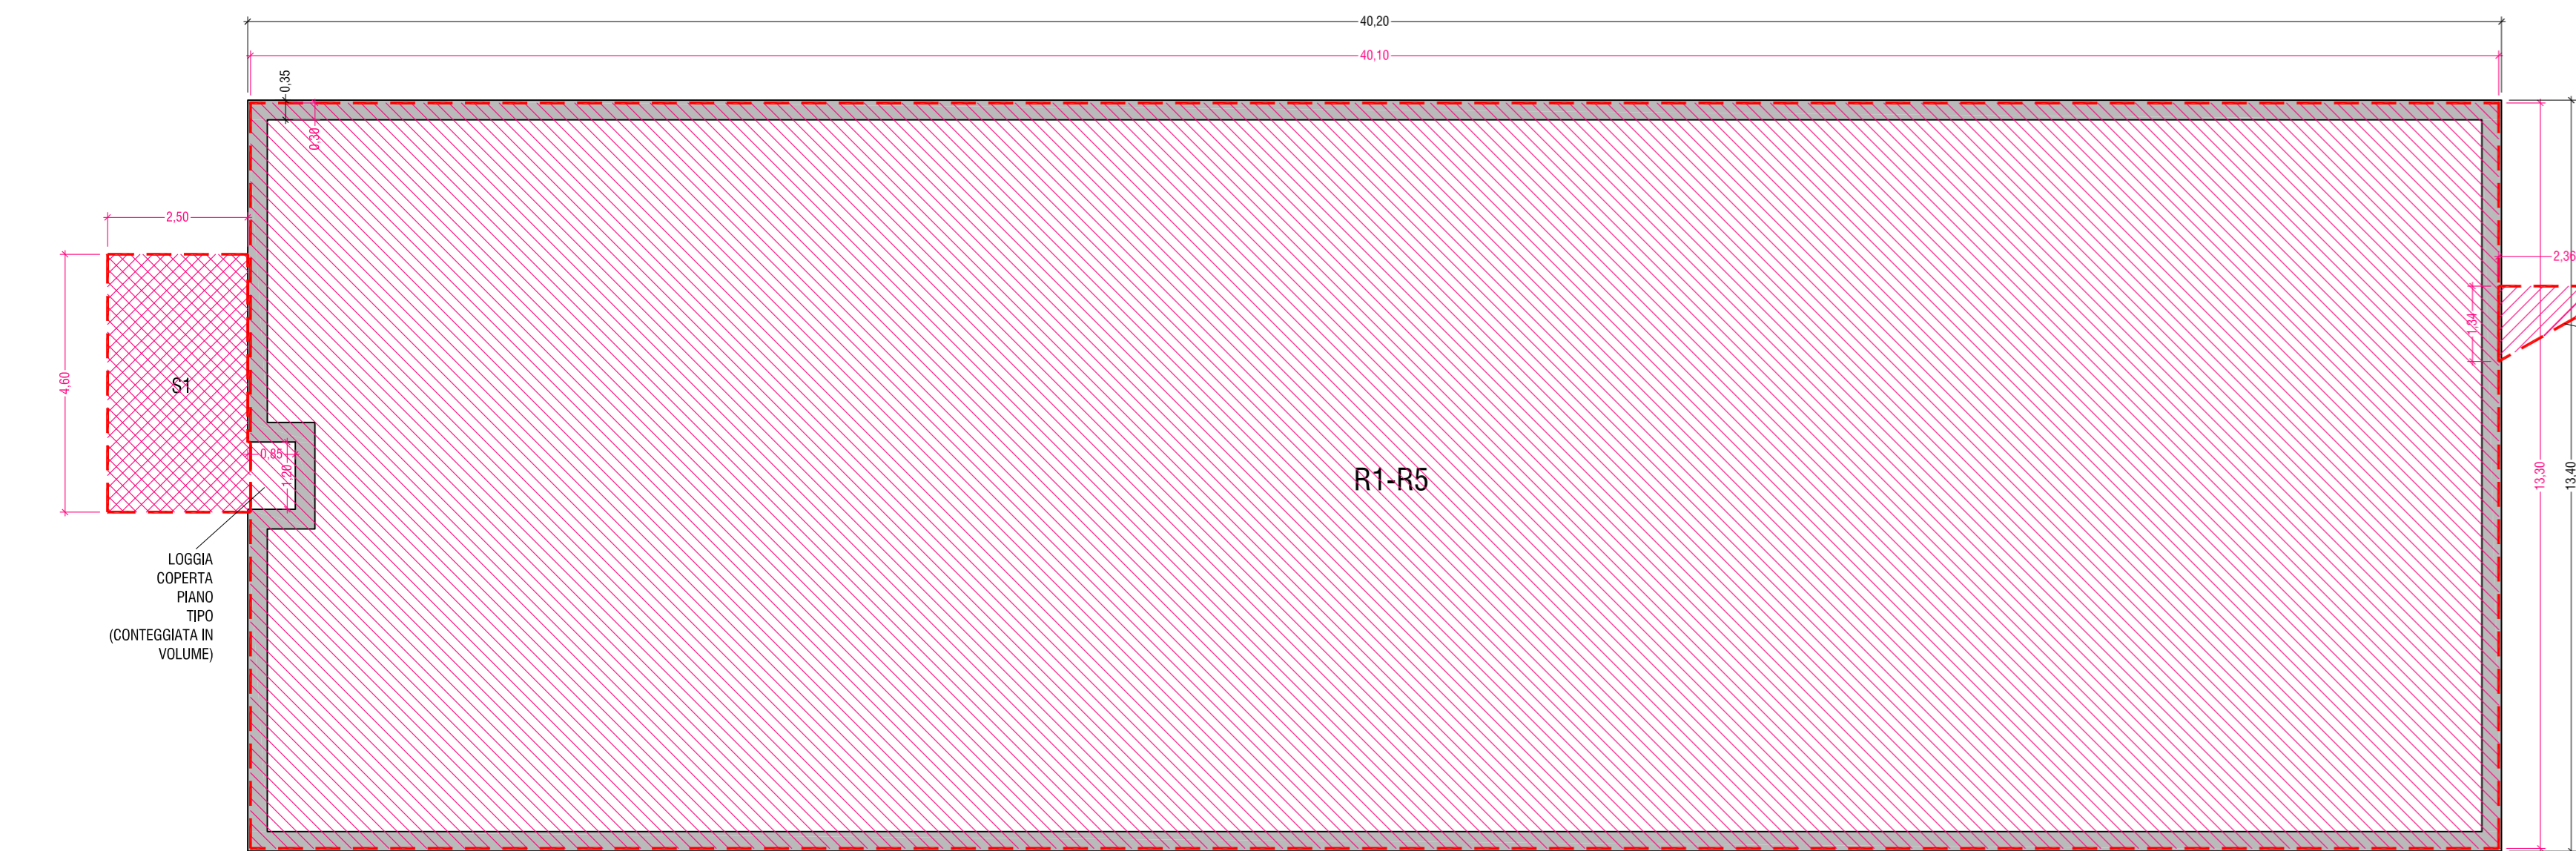 40,20
40,10
0,35
0,30
2,50
2,36
1,34
4,60
S1
0,85
1,20
R1-R5
13,30
13,40
LOGGIA
COPERTA
PIANO
TIPO
(CONTEGGIATA IN
VOLUME)